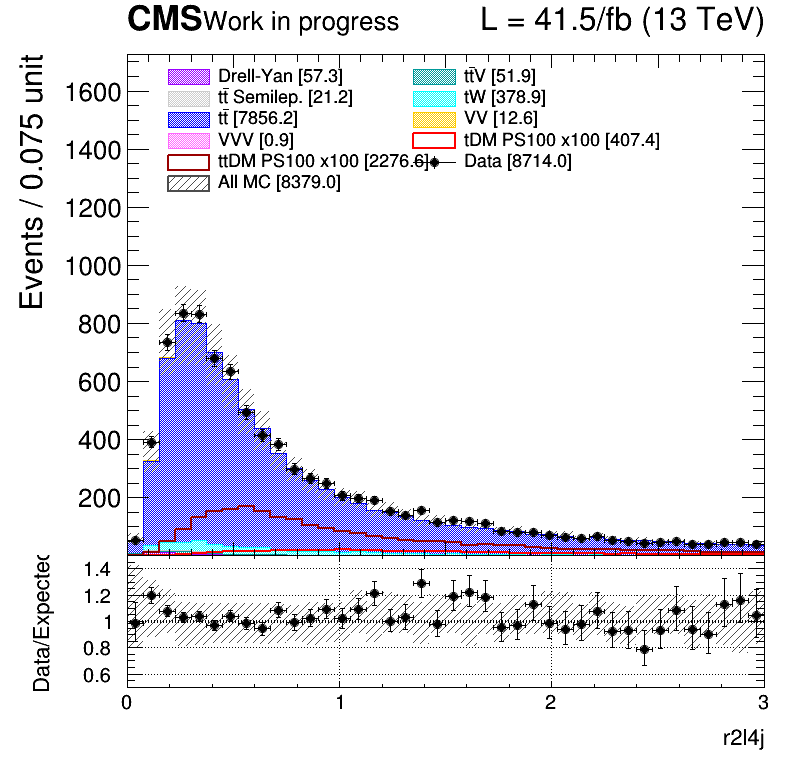 CMS Work in progress L = 41.5/fb (13 TeV)
Drell-Yan [57.3] tt̄V [51.9]
tt̄ Semilep. [21.2] tW [378.9]
tt̄ [7856.2] VV [12.6]
VVV [0.9] tDM PS100 x100 [407.4]
ttDM PS100 x100 [2276.6] Data [8714.0]
All MC [8379.0]
Events / 0.075 unit
1600
1400
1200
1000
800
600
400
200
Data/Expected
1.4
1.2
1
0.8
0.6
0 1 2 3
r2l4j